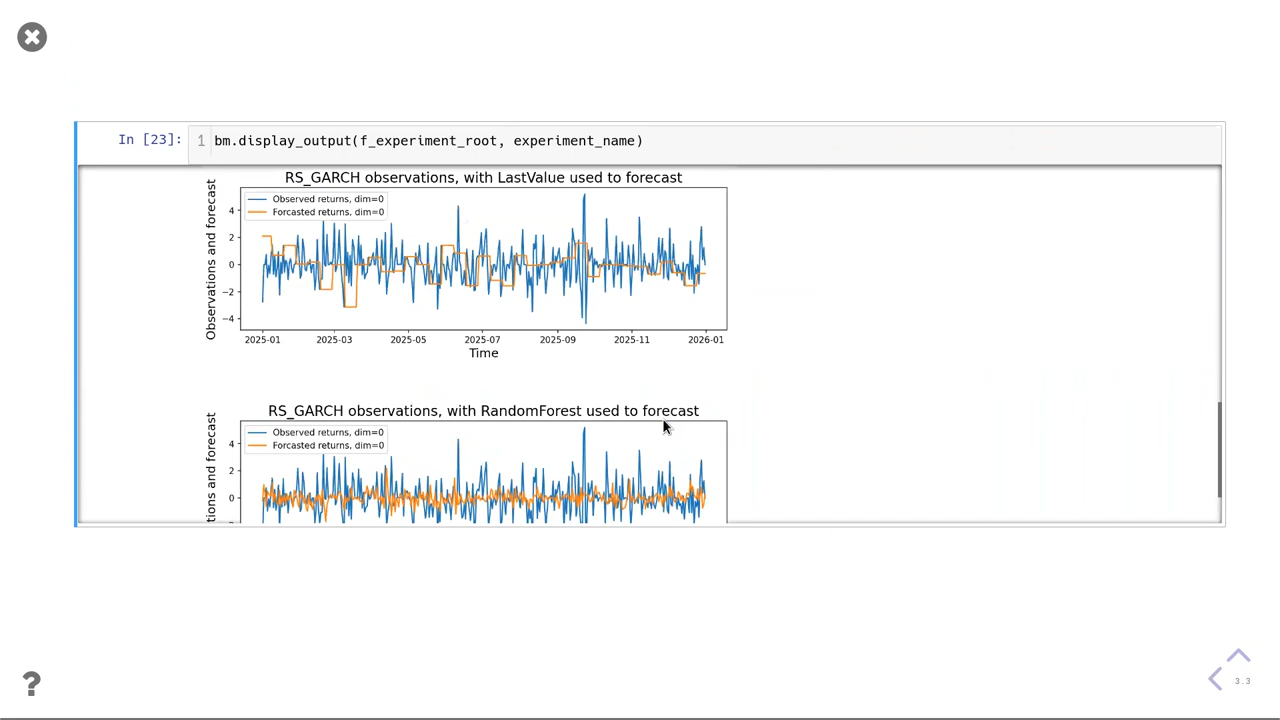 In [23]:
1 bm.display_output(f_experiment_root, experiment_name)
RS_GARCH observations, with LastValue used to forecast
Observations and forecast
Observed returns, dim=0
Forcasted returns, dim=0
4
2
0
−2
−4
2025-01 2025-03 2025-05 2025-07 2025-09 2025-11 2026-01
Time
RS_GARCH observations, with RandomForest used to forecast
tions and forecast
Observed returns, dim=0
Forcasted returns, dim=0
4
2
0
?
3.3